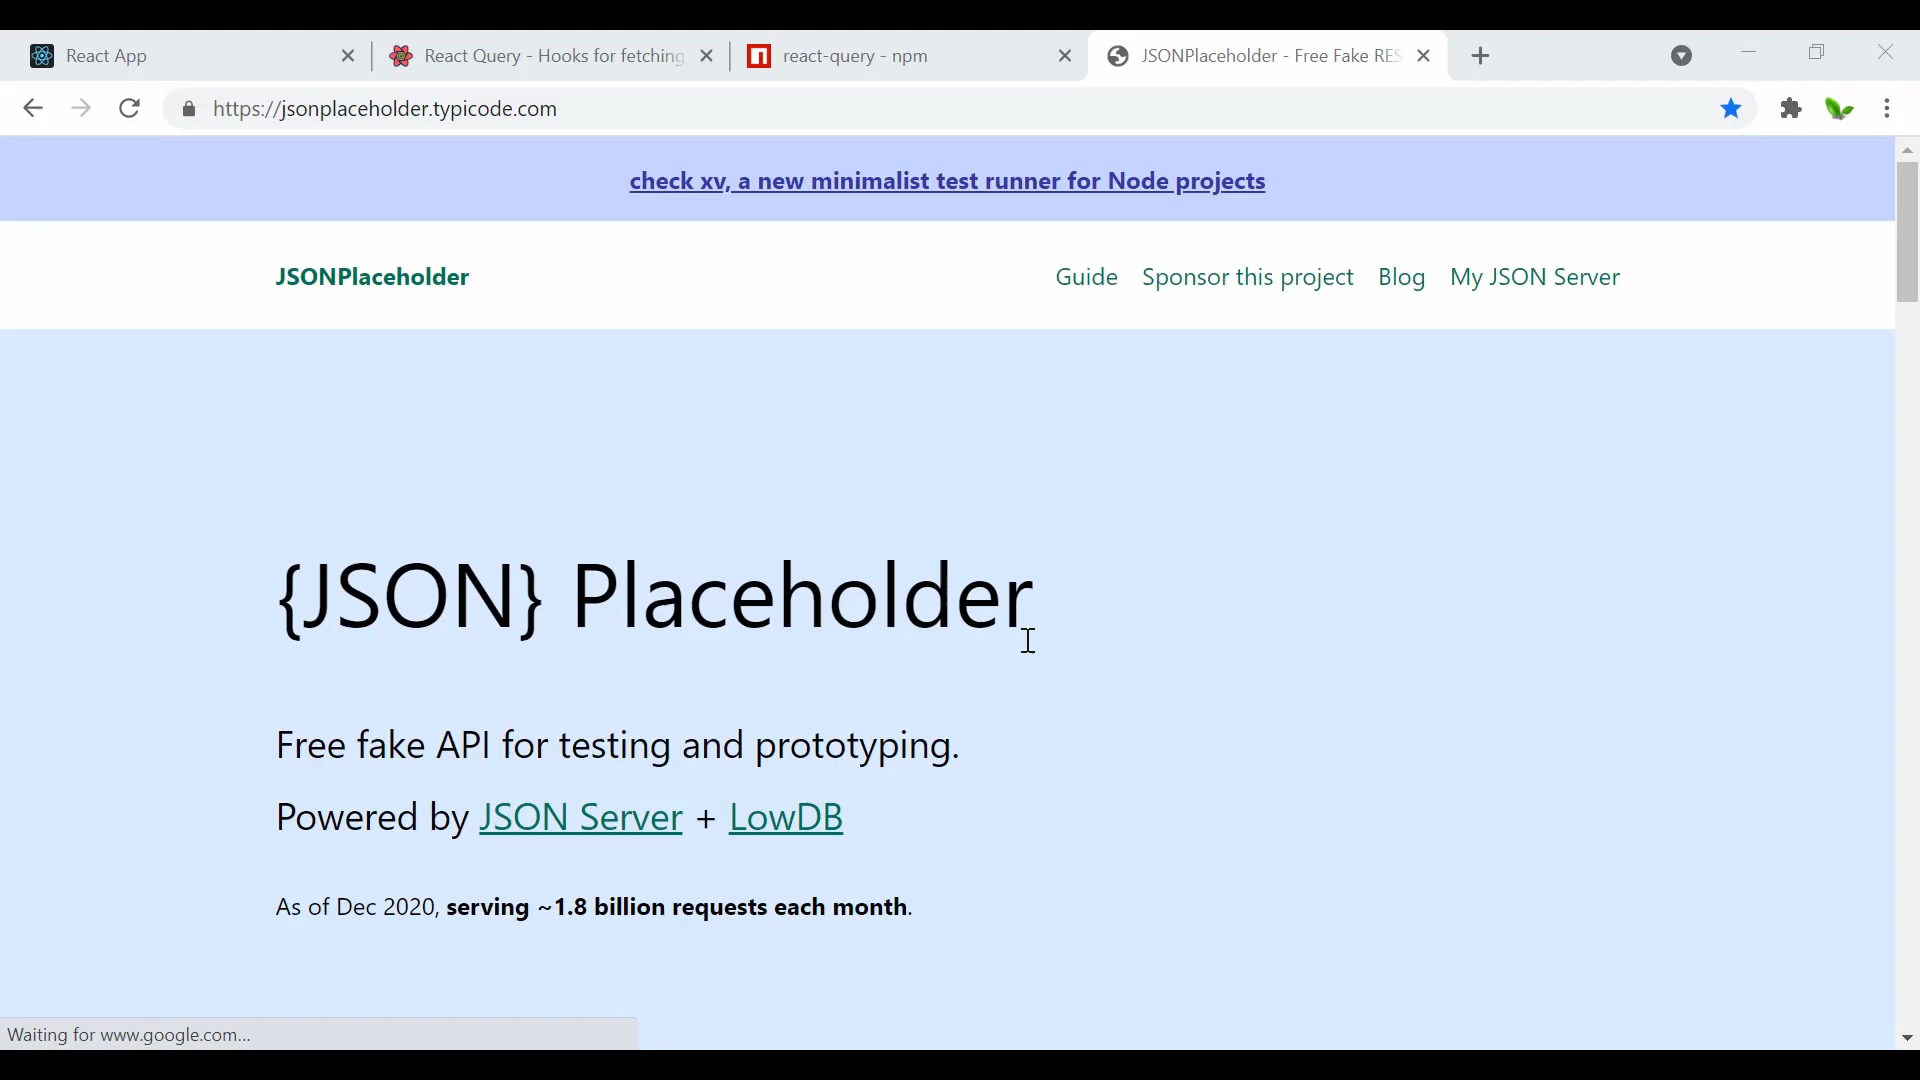 React App
React Query - Hooks for fetching
react-query - npm
JSONPlaceholder - Free Fake RES
https://jsonplaceholder.typicode.com
check xv, a new minimalist test runner for Node projects
JSONPlaceholder
Guide
Sponsor this project
Blog
My JSON Server
{JSON} Placeholder
Free fake API for testing and prototyping.
Powered by JSON Server + LowDB
As of Dec 2020, serving ~1.8 billion requests each month.
Waiting for www.google.com...